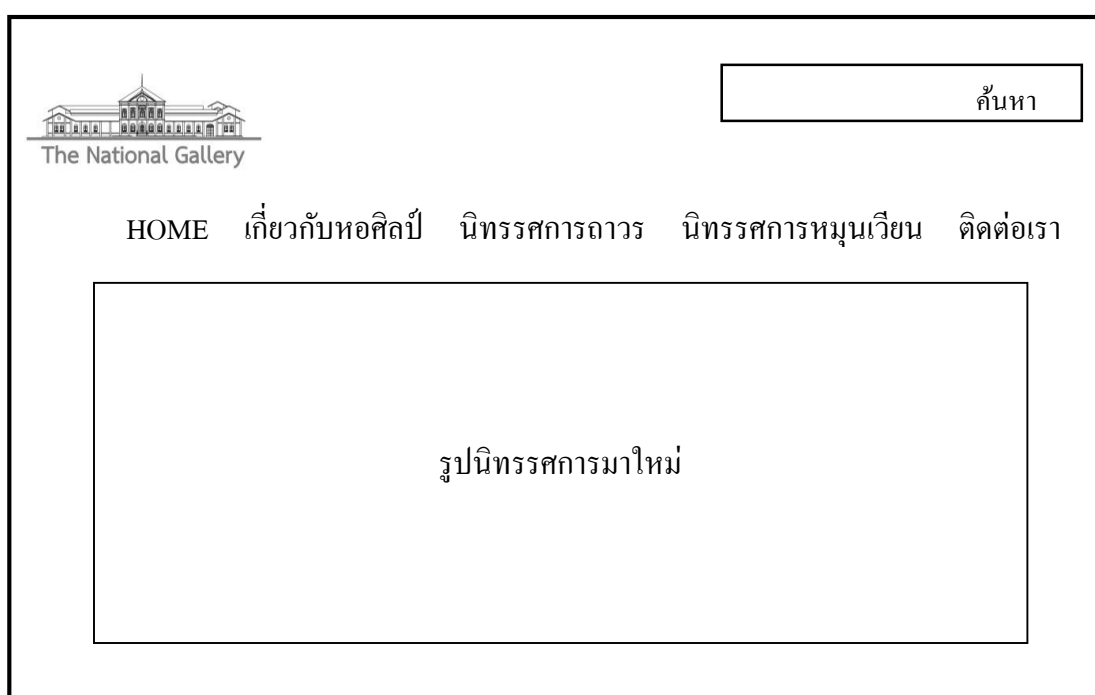 ค้นหา
The National Gallery
HOME เกี่ยวกับหอศิลป์ นิทรรศการถาวร นิทรรศการหมุนเวียน ติดต่อเรา
รูปนิทรรศการมาใหม่